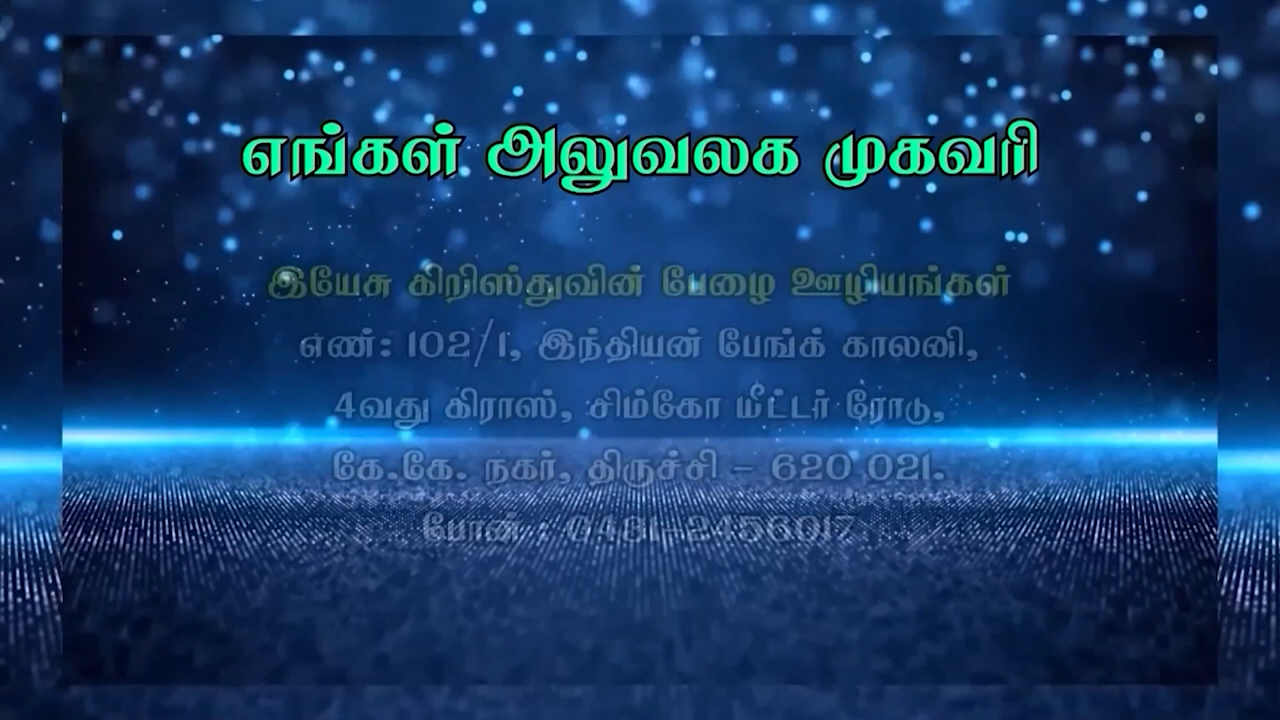 எங்கள் அலுவலக முகவரி
இயேசு கிறிஸ்துவின் பேழை ஊழியங்கள்
எண்: 102/1, இந்தியன் பேங்க் காலனி,
4வது கிராஸ், சிம்கோ மீட்டர் ரோடு,
கே.கே. நகர், திருச்சி - 620 021.
போன் : 0431-2456017